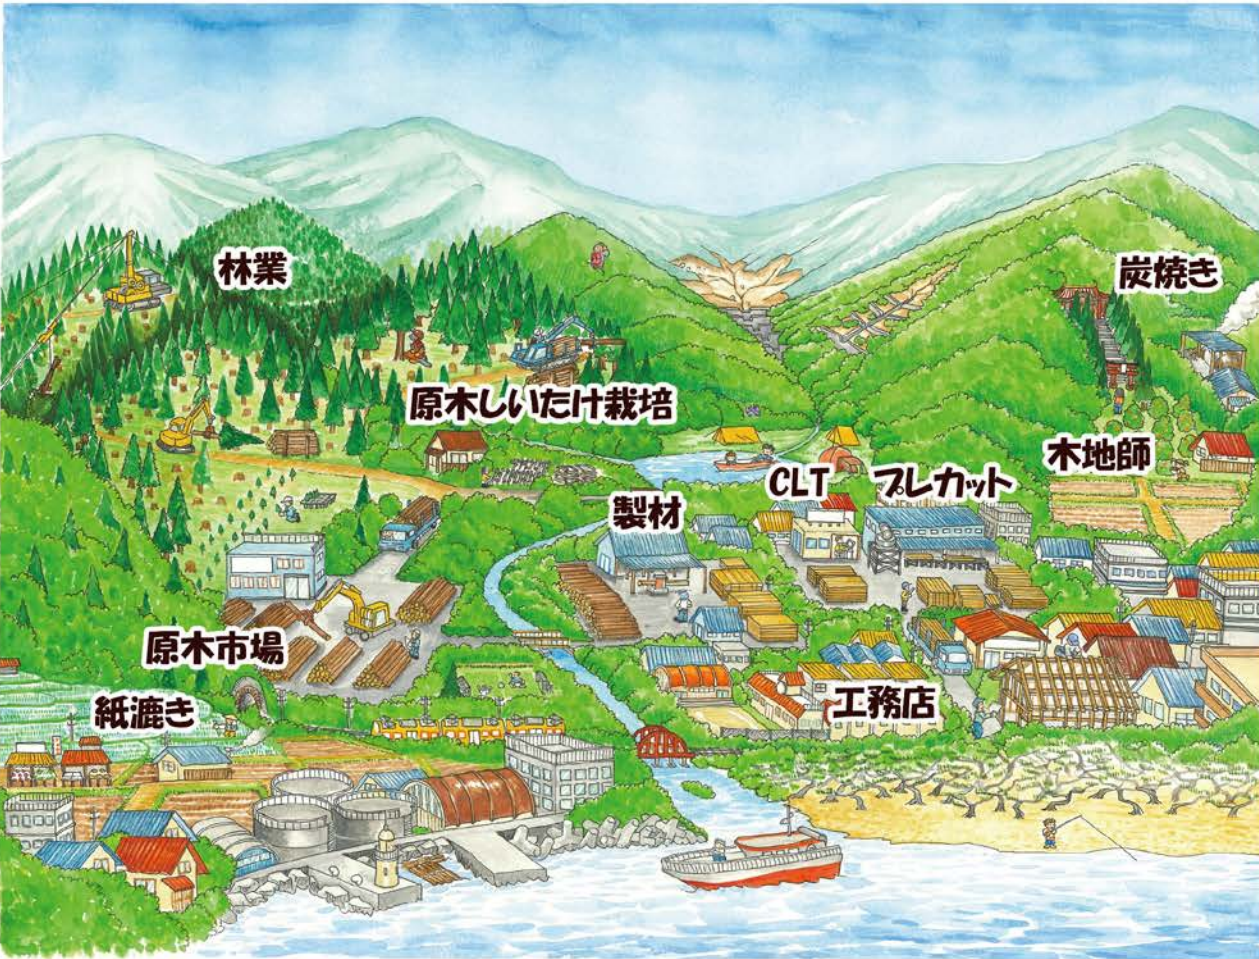 林業
炭焼き
原木しいたけ栽培
木地師
CLT
プレカット
製材
原木市場
紙漉き
工務店